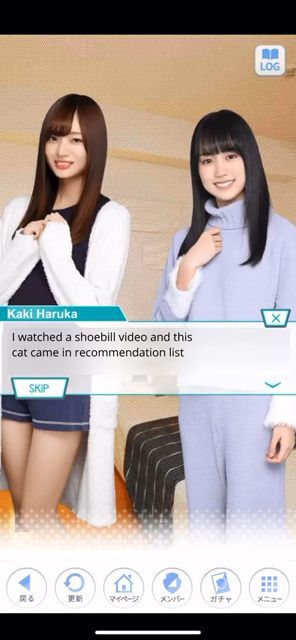 LOG
Kaki Haruka
I watched a shoebill video and this
cat came in recommendation list
SKIP
戻る
更新
マイページ
メンバー
ガチャ
メニュー